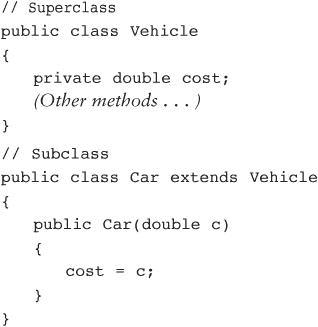 // Superclass
public class Vehicle
{
private double cost;
(Other methods . . . )
}
// Subclass
public class Car extends Vehicle
{
public Car(double c)
{
cost = c;
}
}